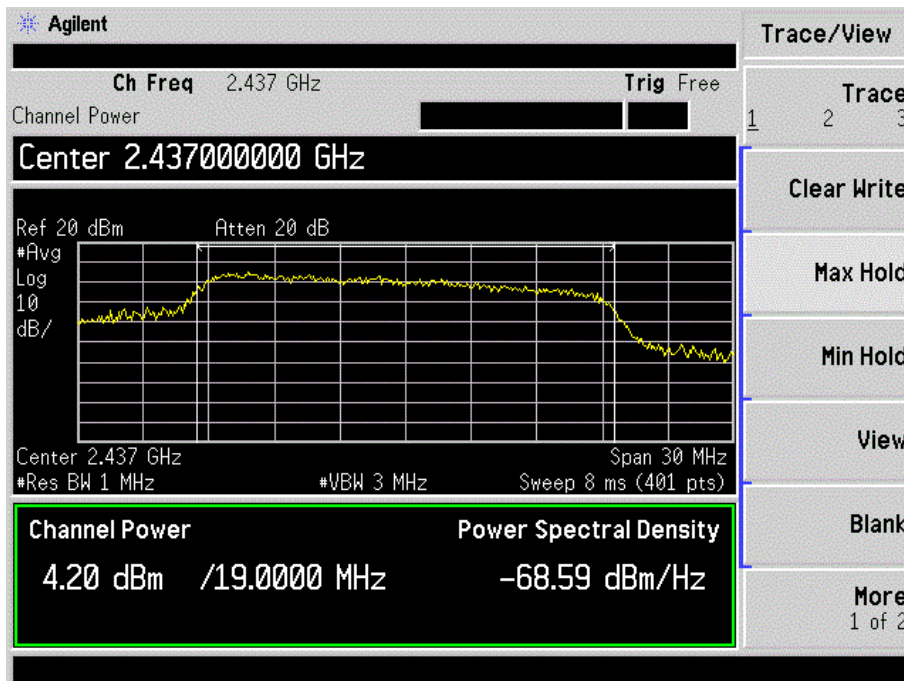 Agilent
Trace/View
Ch Freq 2.437 GHz Trig Free
Channel Power
Trace
1 2 3
Center 2.437000000 GHz
Clear Write
Ref 20 dBm Atten 20 dB
#Avg
Log
10
dB/
Max Hold
Min Hold
Center 2.437 GHz Span 30 MHz
#Res BW 1 MHz #VBW 3 MHz Sweep 8 ms (401 pts)
View
Channel Power Power Spectral Density
4.20 dBm /19.0000 MHz -68.59 dBm/Hz
Blank
More
1 of 2